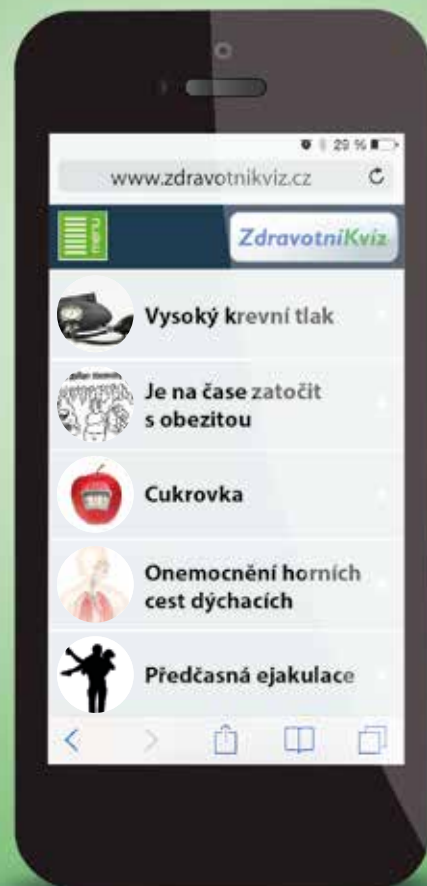 29 %
www.zdravotnikviz.cz
menu
ZdravotniKvíz
Vysoký krevní tlak
Je na čase zatočit
s obezitou
Cukrovka
Onemocnění horních
cest dýchacích
Předčasná ejakulace